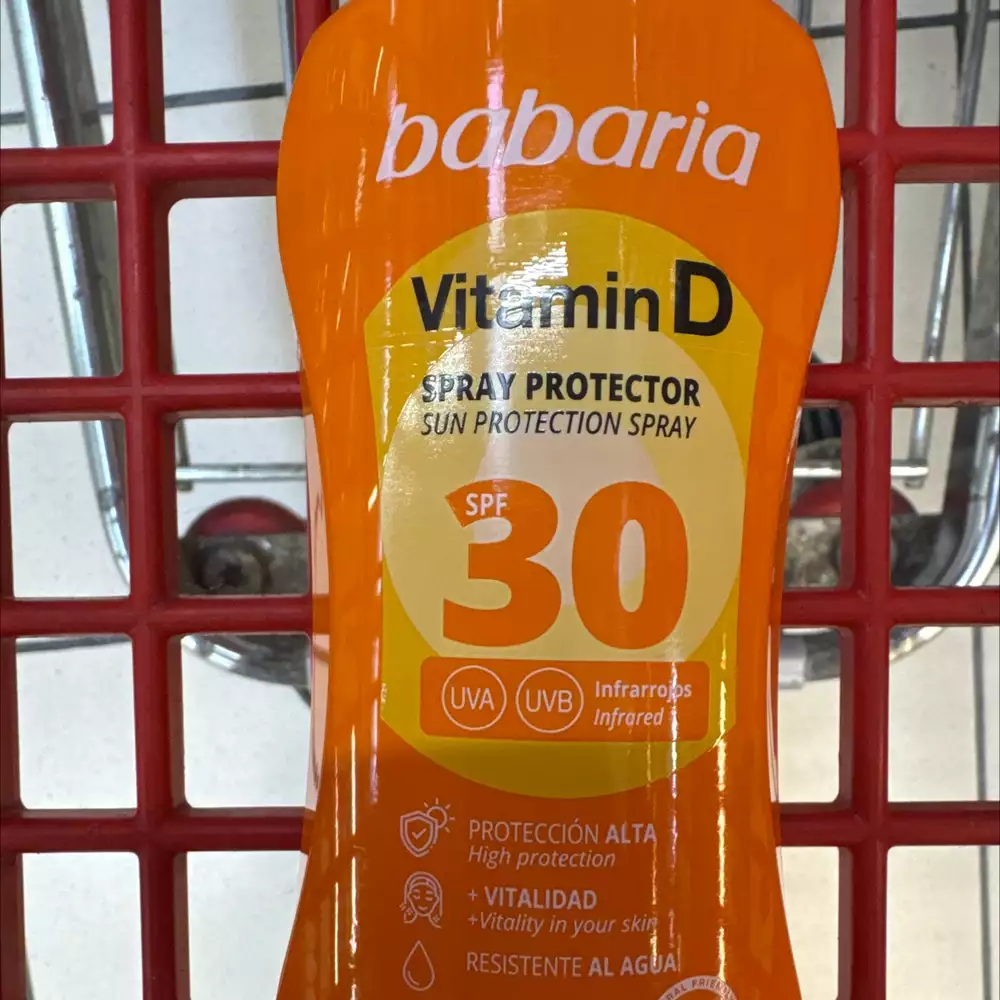 babaria
Vitamin D
SPRAY PROTECTOR
SUN PROTECTION SPRAY
SPF
30
UVA UVB Infrarrojos
Infrared
PROTECCIÓN ALTA
High protection
+ VITALIDAD
+Vitality in your skin
RESISTENTE AL AGUA